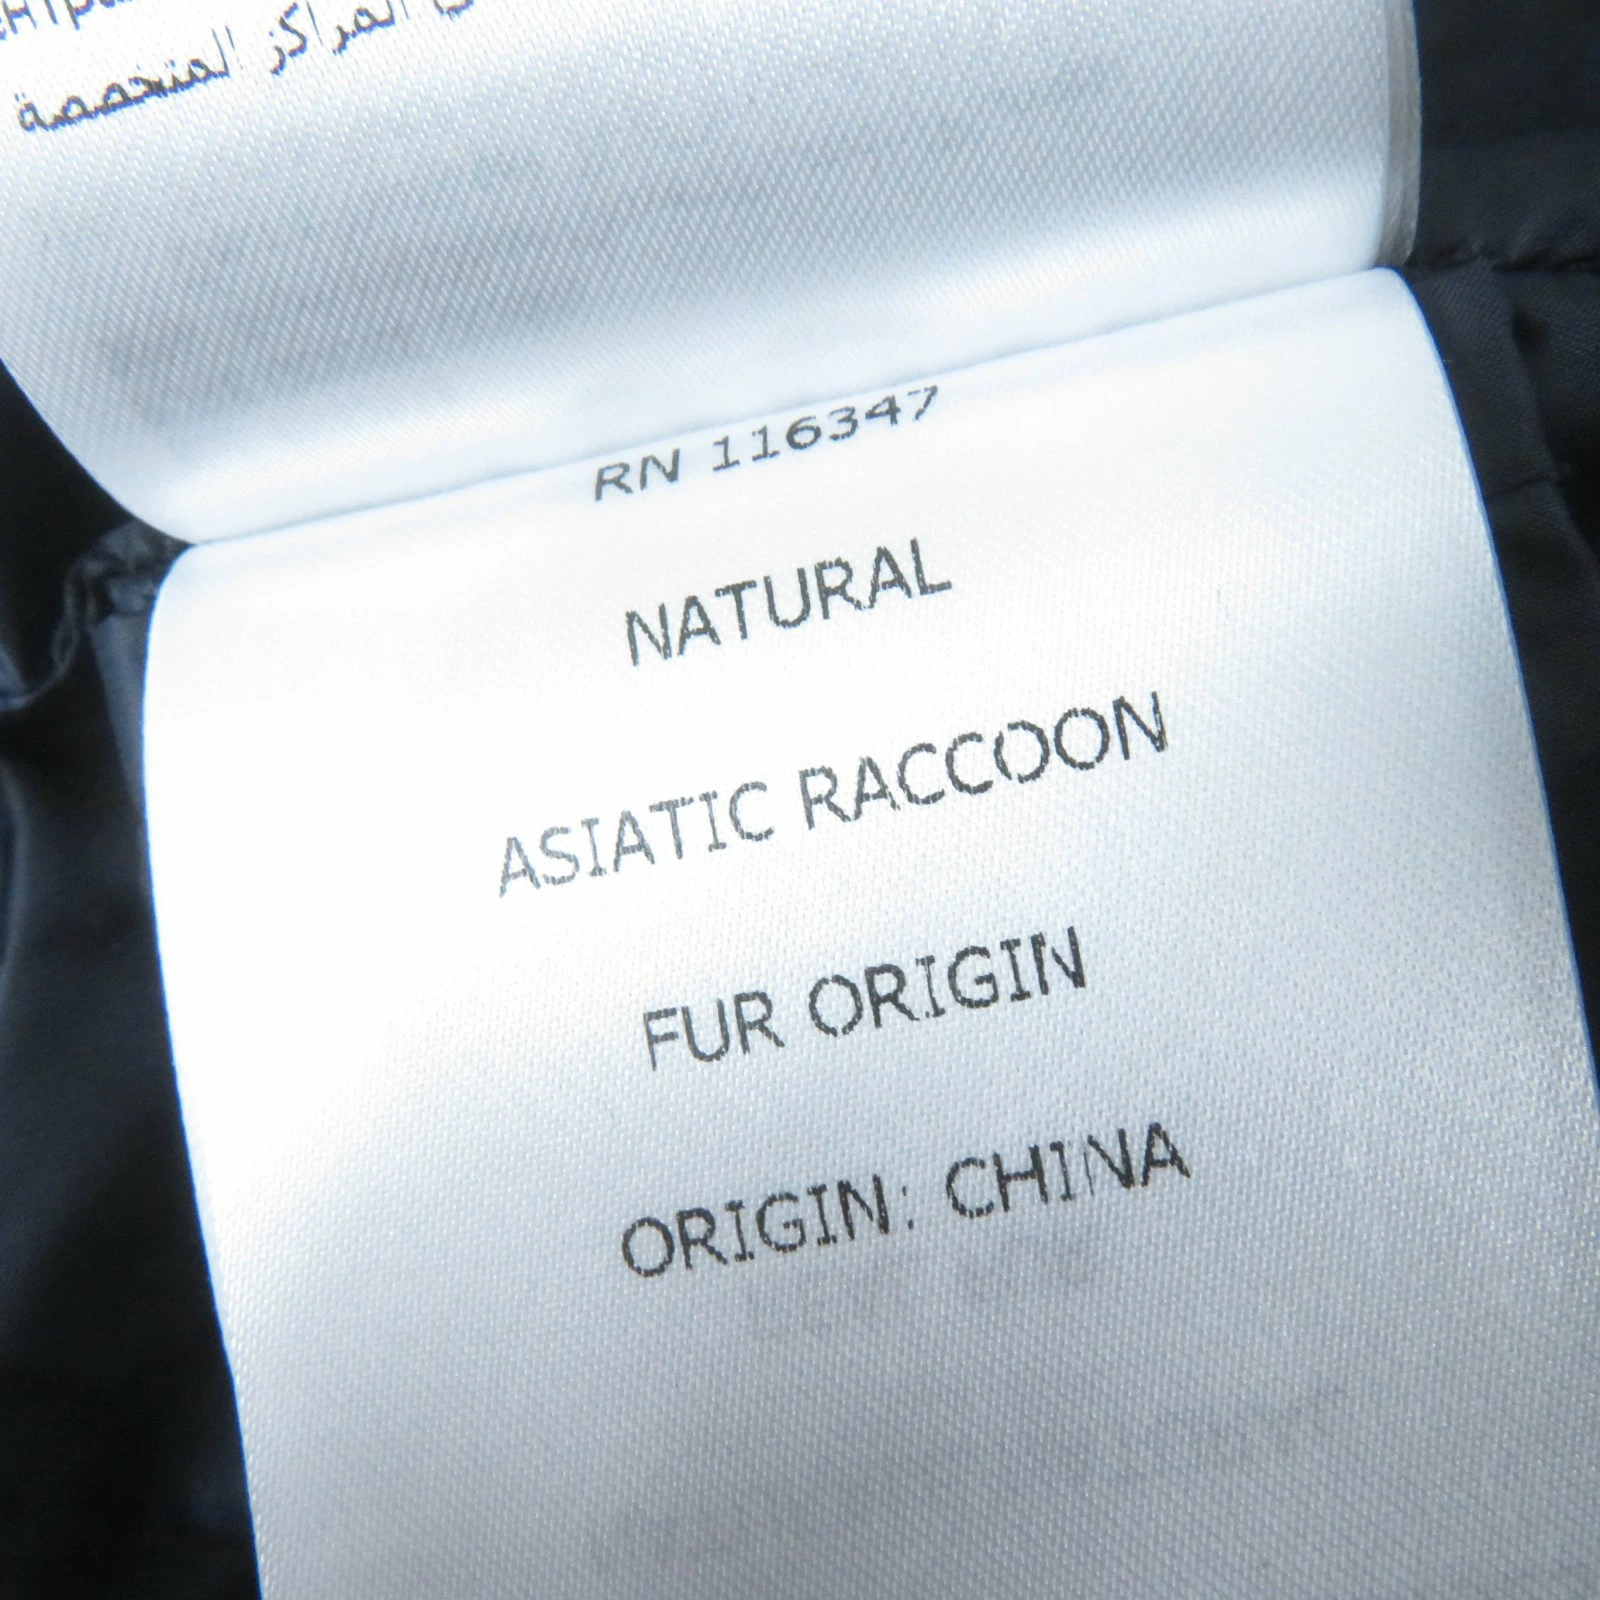 المراكز المتخصصة
RN 116347
NATURAL
ASIATIC RACCOON
FUR ORIGIN
ORIGIN: CHINA